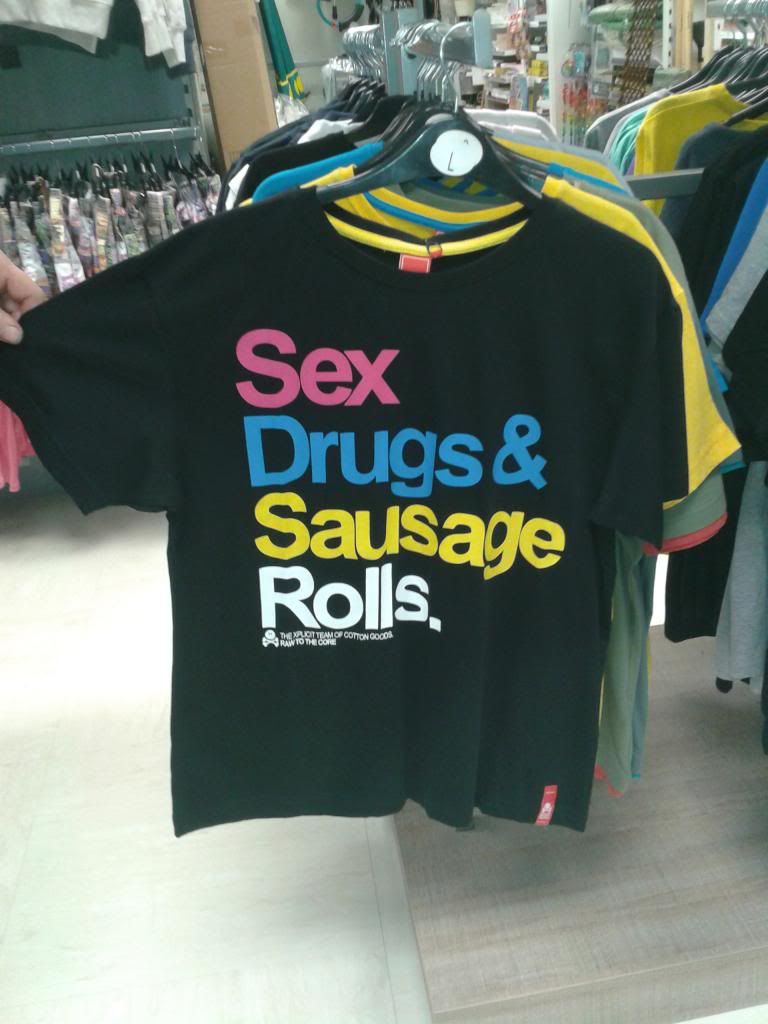 L
Sex
Drugs &
Sausage
Rolls.
THE XPLICIT TEAM OF COTTON GOODS.
RAW TO THE CORE